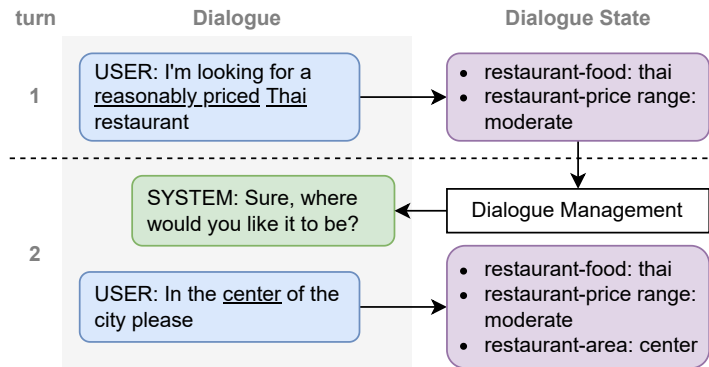 turn
Dialogue
Dialogue State
1
USER: I'm looking for a
reasonably priced Thai
restaurant
• restaurant-food: thai
• restaurant-price range:
moderate
2
SYSTEM: Sure, where
would you like it to be?
Dialogue Management
USER: In the center of the
city please
• restaurant-food: thai
• restaurant-price range:
moderate
• restaurant-area: center